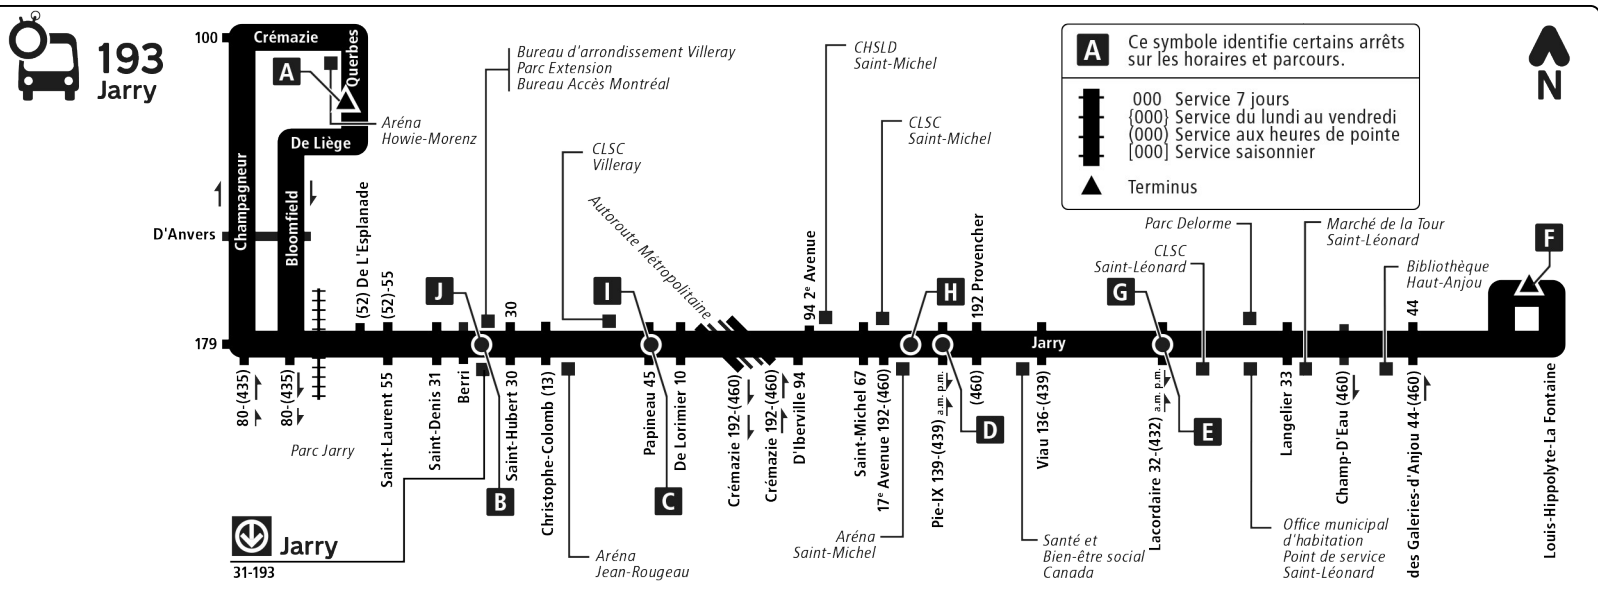 193
Jarry
100
Crémazie
Querbes
A
Aréna
Howie-Morenz
De Liège
Champagneur
Bloomfield
D'Anvers
179
80-(435)
80-(435)
Parc Jarry
(52) De L'Esplanade
(52)-55
Saint-Laurent 55
Saint-Denis 31
Berri
J
B
Bureau d'arrondissement Villeray
Parc Extension
Bureau Accès Montréal
30
Saint-Hubert 30
Christophe-Colomb (13)
Jarry
31-193
Aréna
Jean-Rougeau
CLSC
Villeray
I
C
Papineau 45
De Lorimier 10
Autoroute Métropolitaine
Crémazie 192-(460)
Crémazie 192-(460)
D'Iberville 94
94 2e Avenue
CHSLD
Saint-Michel
CLSC
Saint-Michel
Saint-Michel 67
17e Avenue 192-(460)
Aréna
Saint-Michel
H
Pie-IX 139-(439) a.m. p.m.
D
192 Provencher
(460)
Santé et
Bien-être social
Canada
Jarry
Viau 136-(439)
G
Lacordaire 32-(432) a.m. p.m.
E
CLSC
Saint-Léonard
Parc Delorme
Office municipal
d'habitation
Point de service
Saint-Léonard
Langelier 33
Marché de la Tour
Saint-Léonard
Champ-D'Eau (460)
Bibliothèque
Haut-Anjou
44
des Galeries-d'Anjou 44-(460)
F
Louis-Hippolyte-La Fontaine
A
Ce symbole identifie certains arrêts
sur les horaires et parcours.
000 Service 7 jours
{000} Service du lundi au vendredi
(000) Service aux heures de pointe
[000] Service saisonnier
Terminus
N